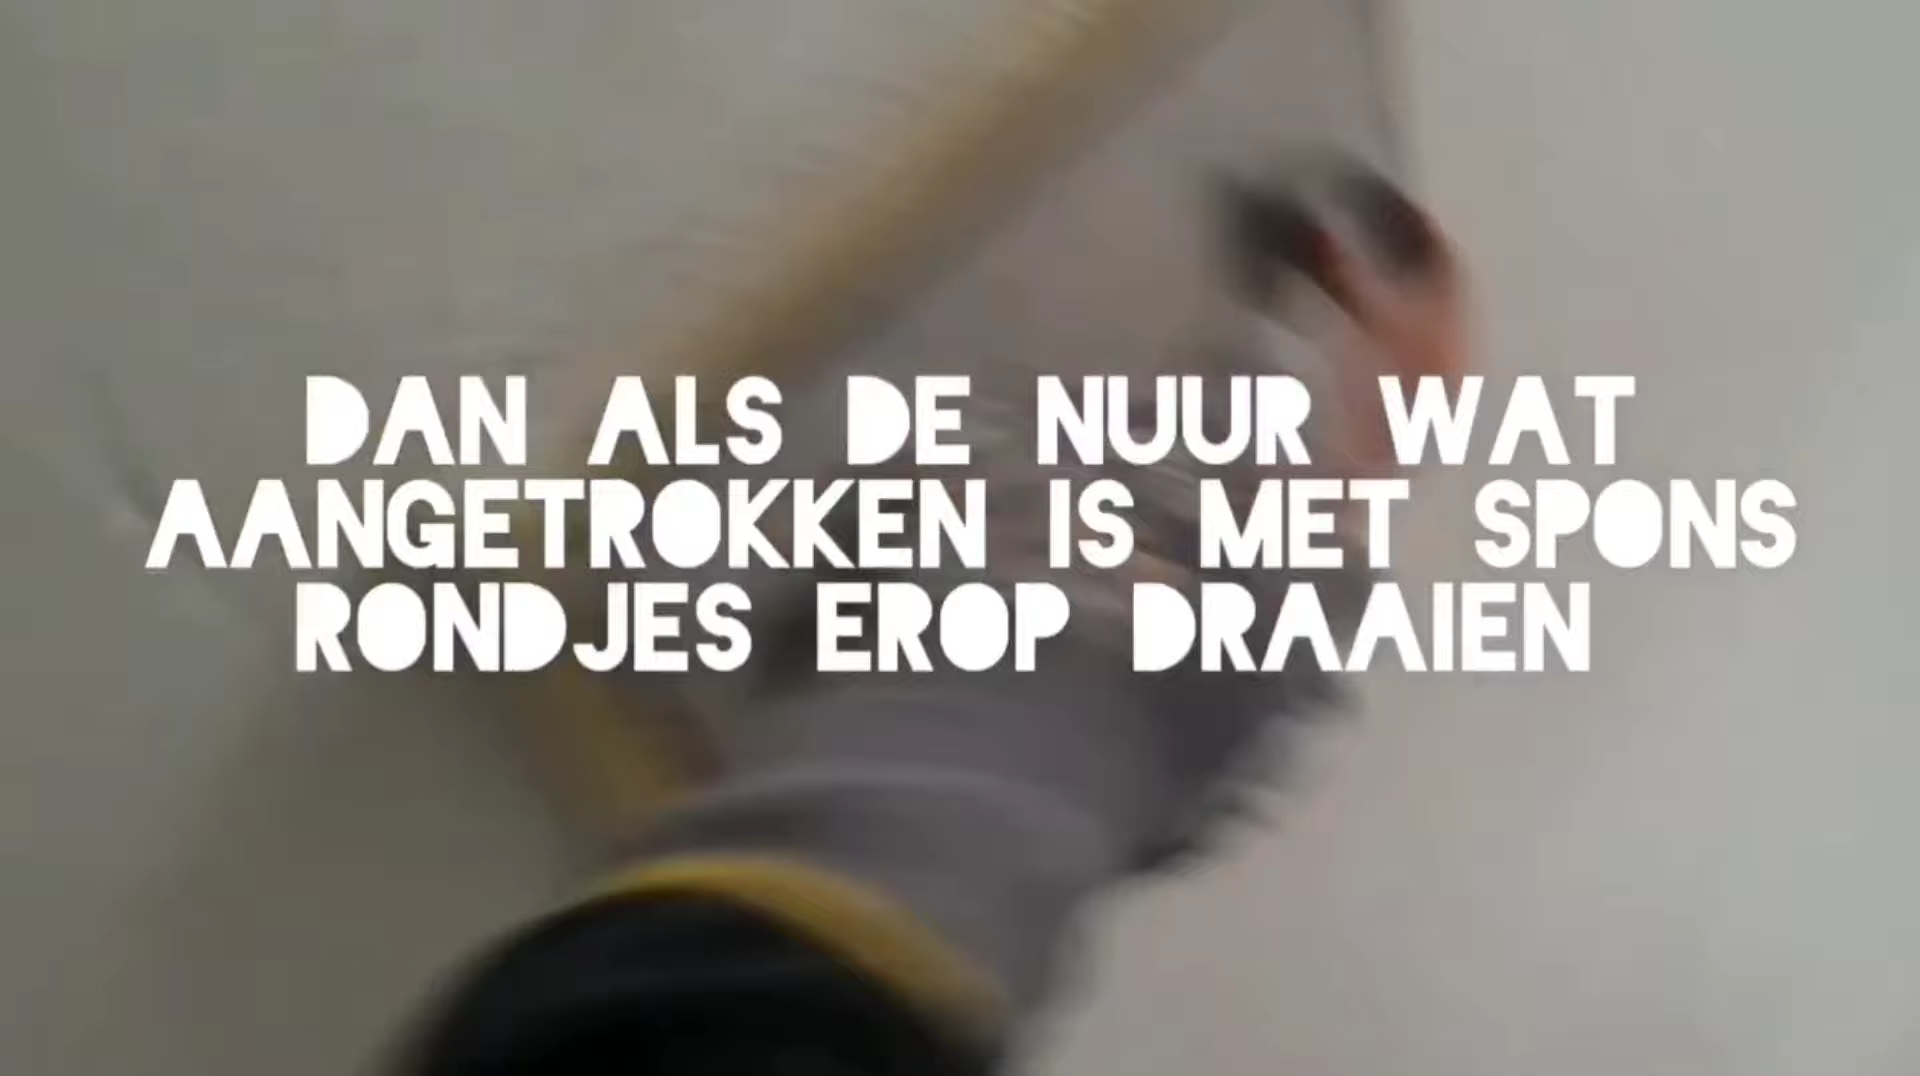 DAN ALS DE NUUR WAT
AANGETROKKEN IS MET SPONS
RONDJES EROP DRAAIEN